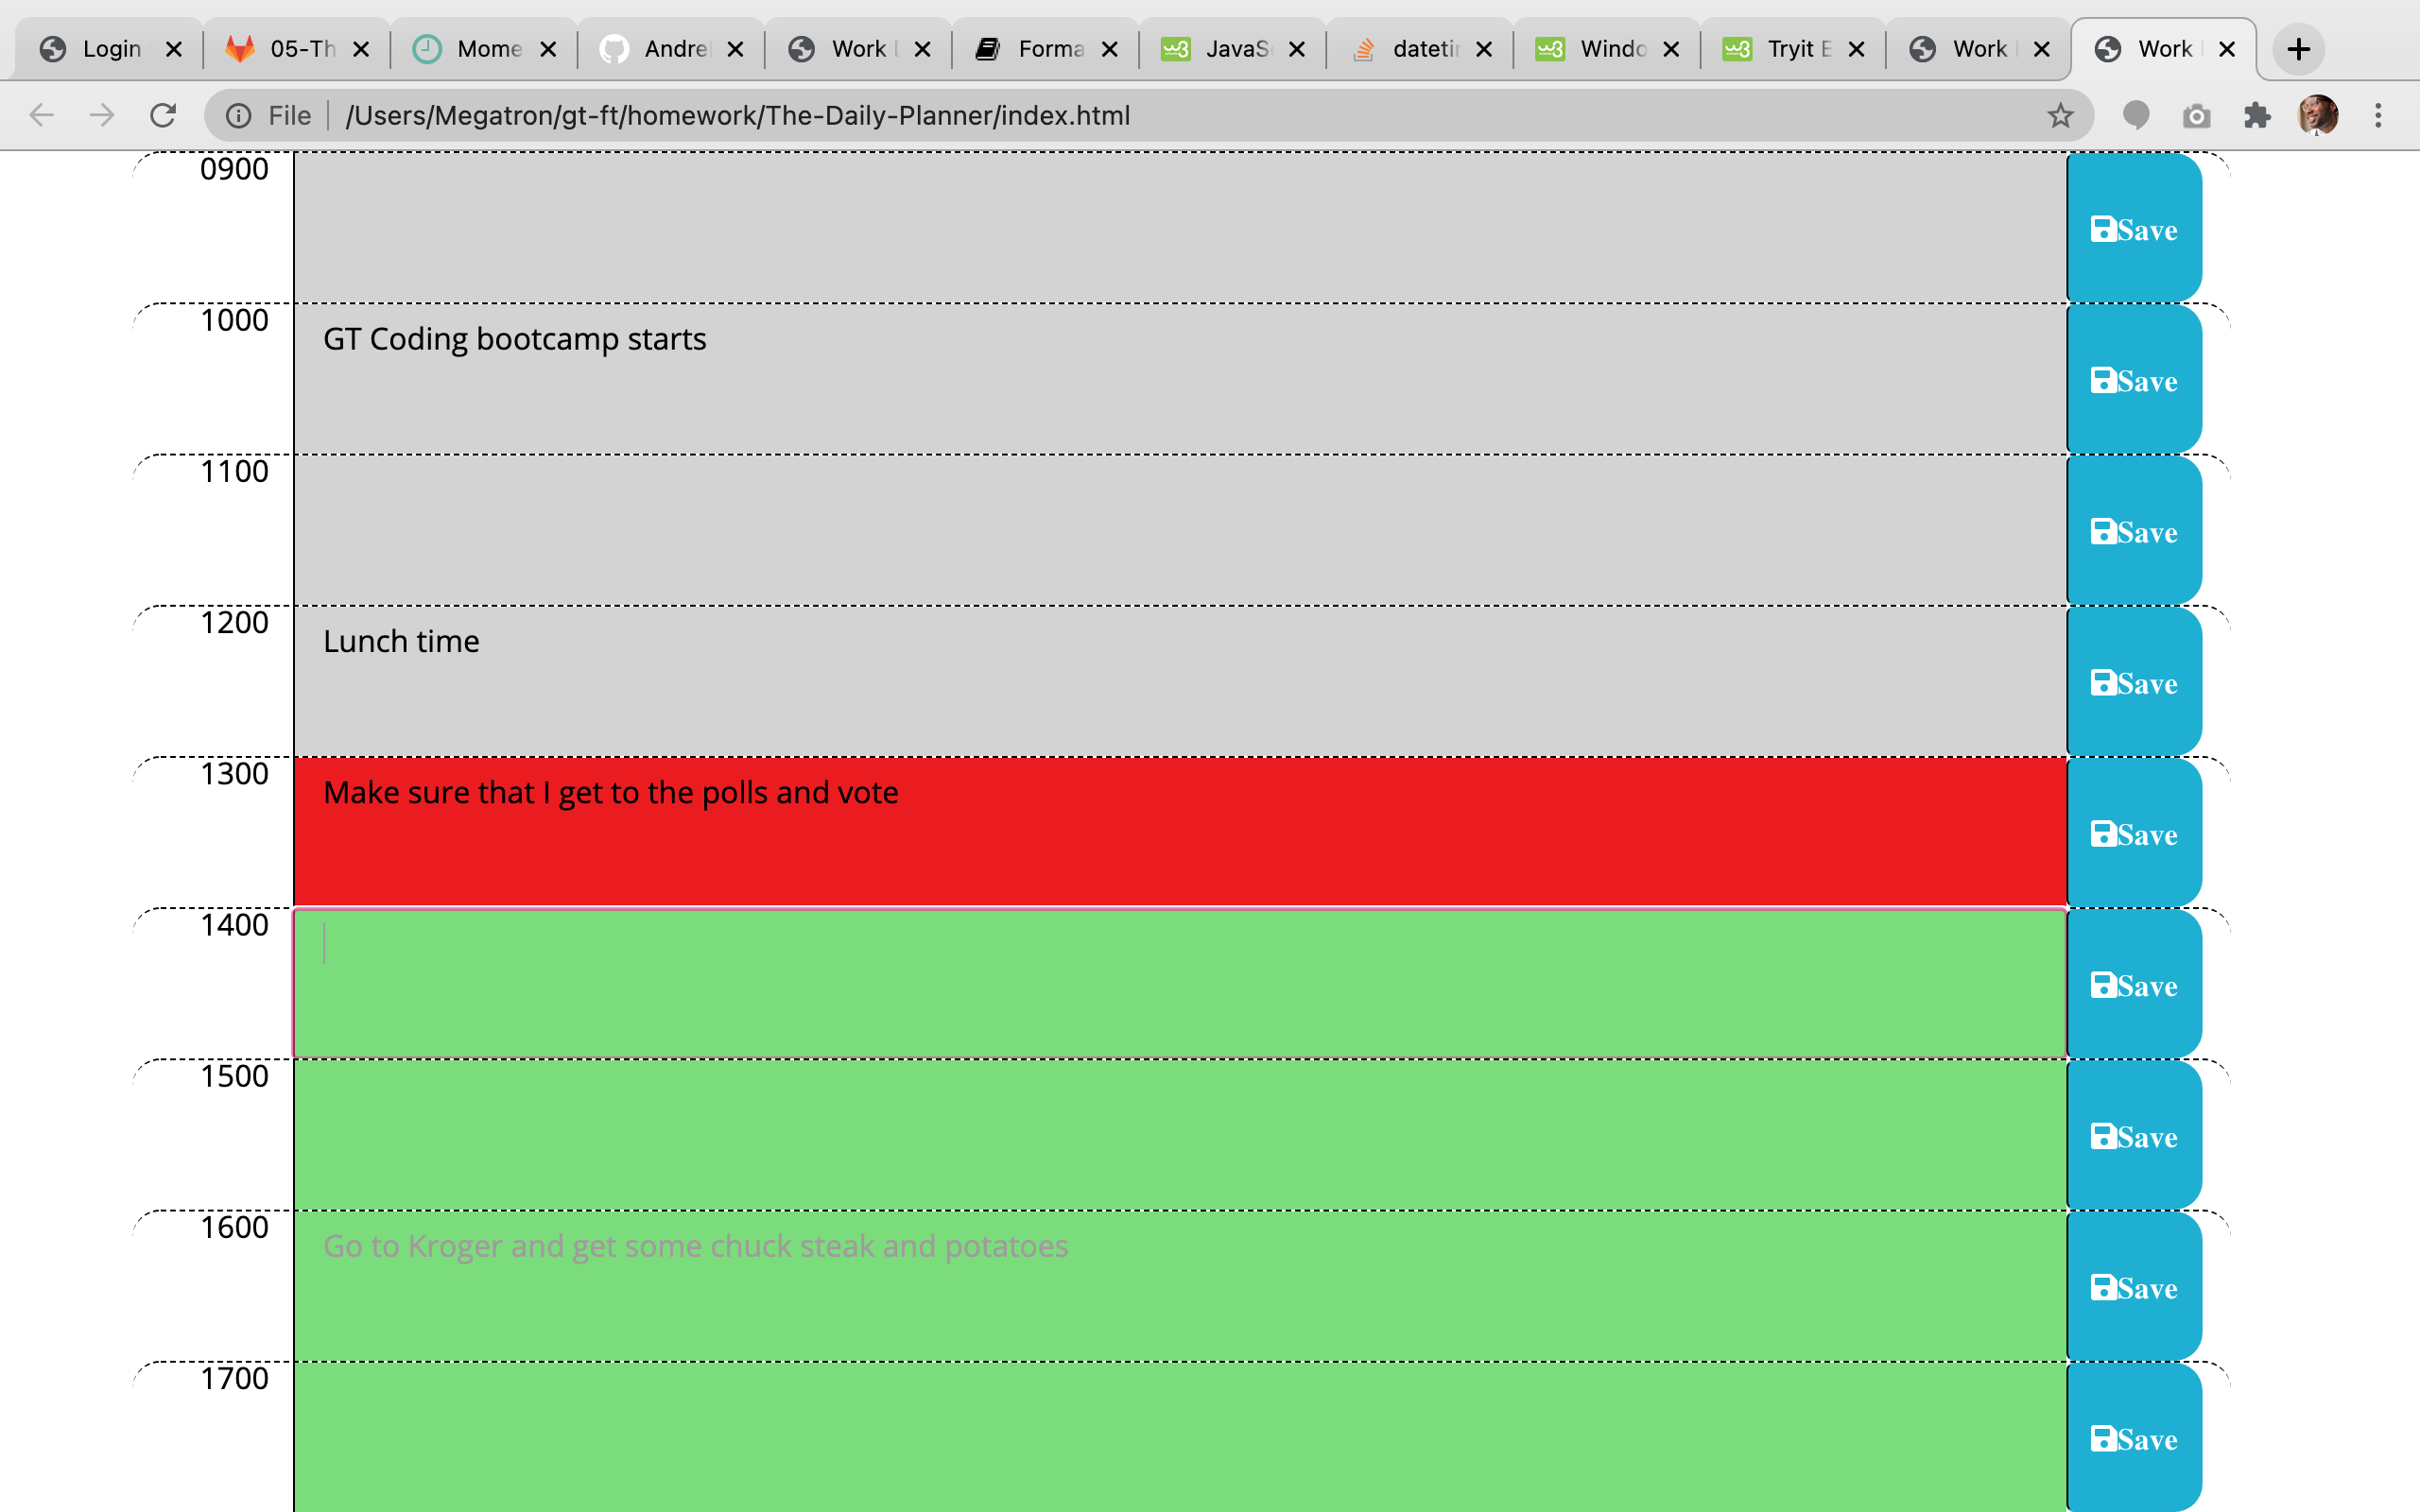 Login 05-Th Mome Andre Work Forma JavaS datetir Windo Tryit E Work Work
File /Users/Megatron/gt-ft/homework/The-Daily-Planner/index.html
0900 Save
1000 GT Coding bootcamp starts Save
1100 Save
1200 Lunch time Save
1300 Make sure that I get to the polls and vote Save
1400 Save
1500 Save
1600 Go to Kroger and get some chuck steak and potatoes Save
1700 Save